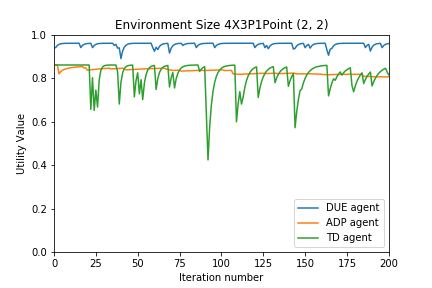 Environment Size 4X3P1Point (2, 2)
1.0
0.8
0.6
0.4
0.2
0.0
Utility Value
0 25 50 75 100 125 150 175 200
Iteration number
DUE agent
ADP agent
TD agent